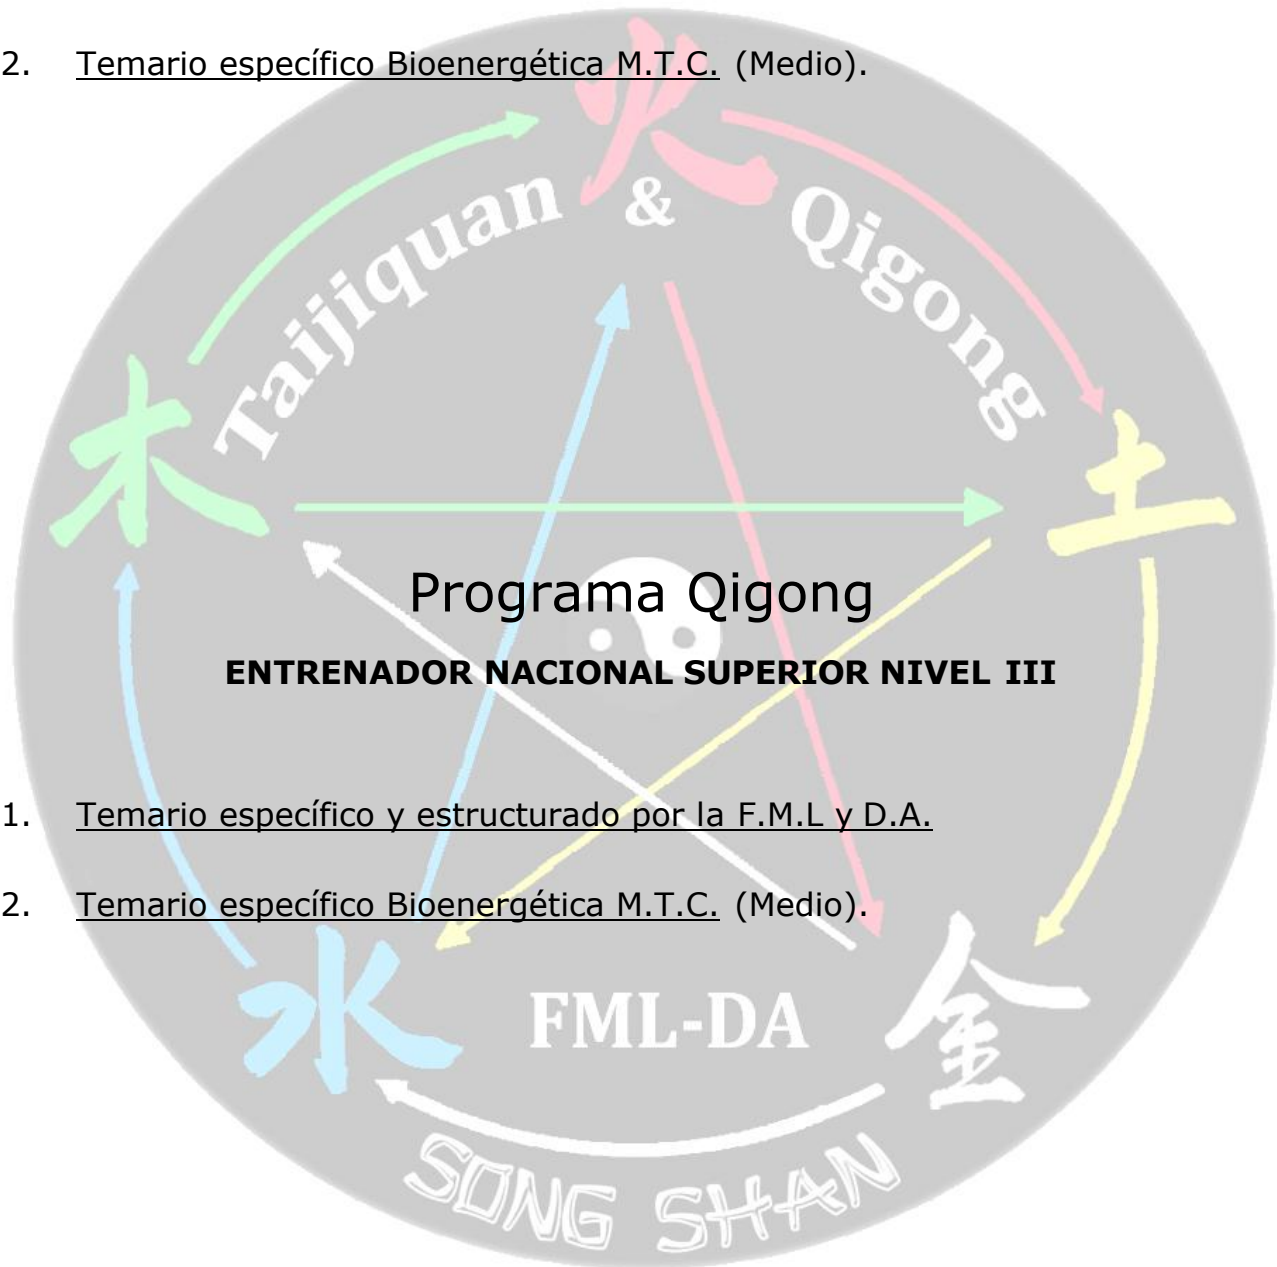 2. Temario específico Bioenergética M.T.C. (Medio).
火
Taijiquan & Qigong
木
土
Programa Qigong
ENTRENADOR NACIONAL SUPERIOR NIVEL III
1. Temario específico y estructurado por la F.M.L y D.A.
2. Temario específico Bioenergética M.T.C. (Medio).
水
FML-DA
金
SONG SHAN